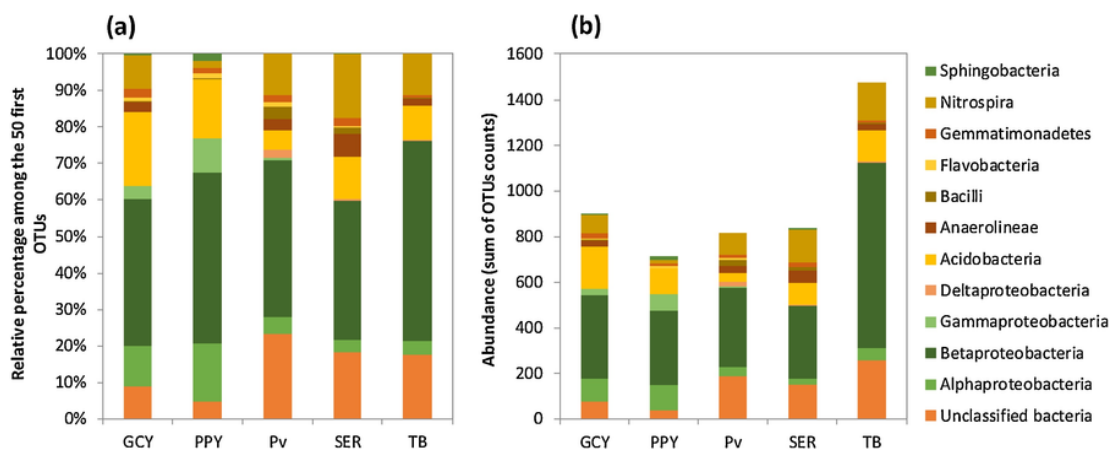 (a)
Relative percentage among the 50 first
OTUs
100%
90%
80%
70%
60%
50%
40%
30%
20%
10%
0%
GCY PPY Pv SER TB
(b)
Abundance (sum of OTUs counts)
1600
1400
1200
1000
800
600
400
200
0
GCY PPY Pv SER TB
Sphingobacteria
Nitrospira
Gemmatimonadetes
Flavobacteria
Bacilli
Anaerolineae
Acidobacteria
Deltaproteobacteria
Gammaproteobacteria
Betaproteobacteria
Alphaproteobacteria
Unclassified bacteria